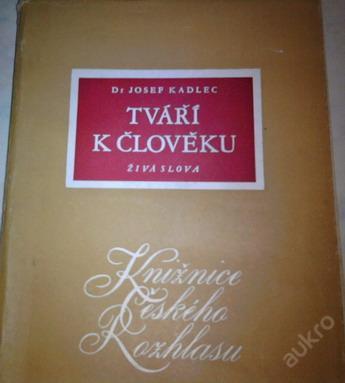 Dr JOSEF KADLEC
TVÁŘÍ
K ČLOVĚKU
ŽIVÁ SLOVA
Knižnice
Českého
Rozhlasu
aukro